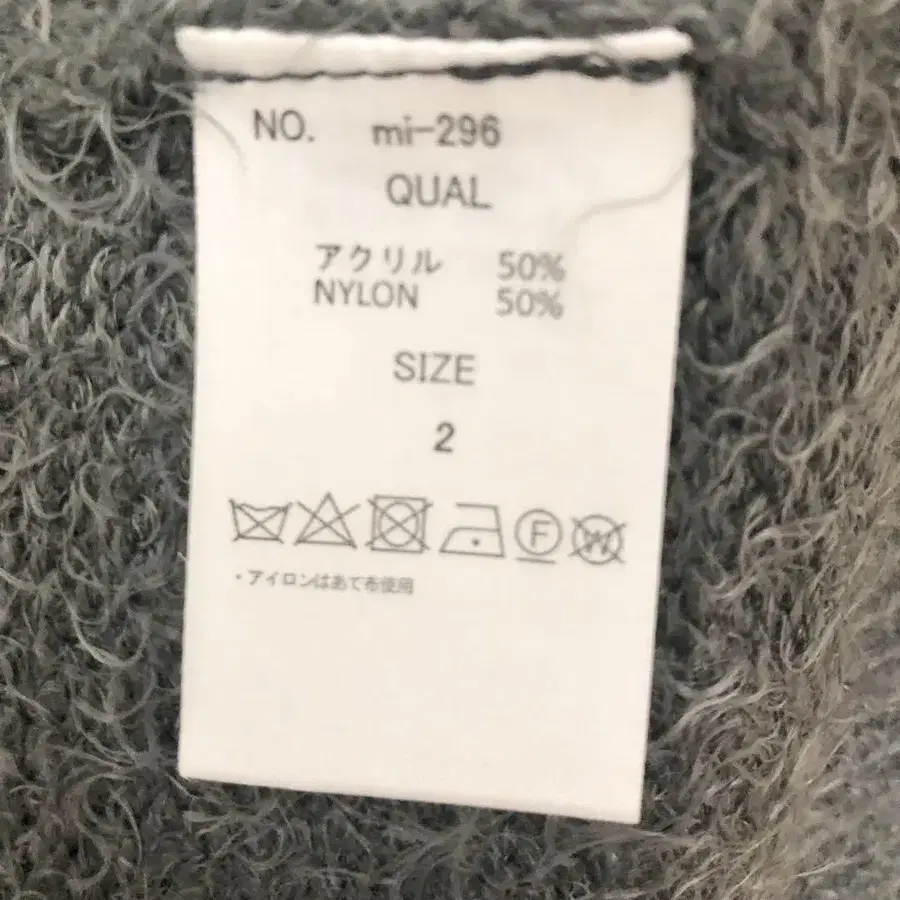 NO. mi-296
QUAL
アクリル 50%
NYLON 50%
SIZE
2
F W
・アイロンはあて布使用